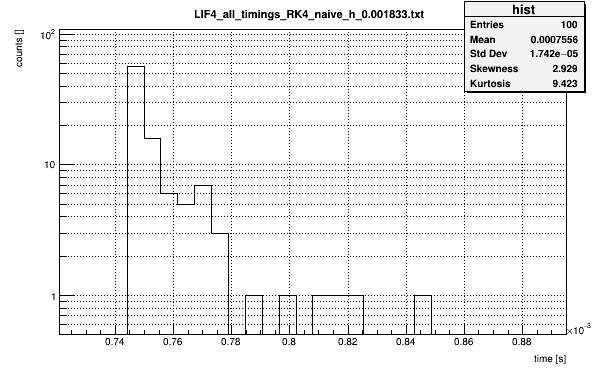 LIF4_all_timings_RK4_naive_h_0.001833.txt
hist
Entries 100
Mean 0.0007556
Std Dev 1.742e−05
Skewness 2.929
Kurtosis 9.423
counts []
10²
10
1
0.74 0.76 0.78 0.8 0.82 0.84 0.86 0.88
×10⁻³
time [s]